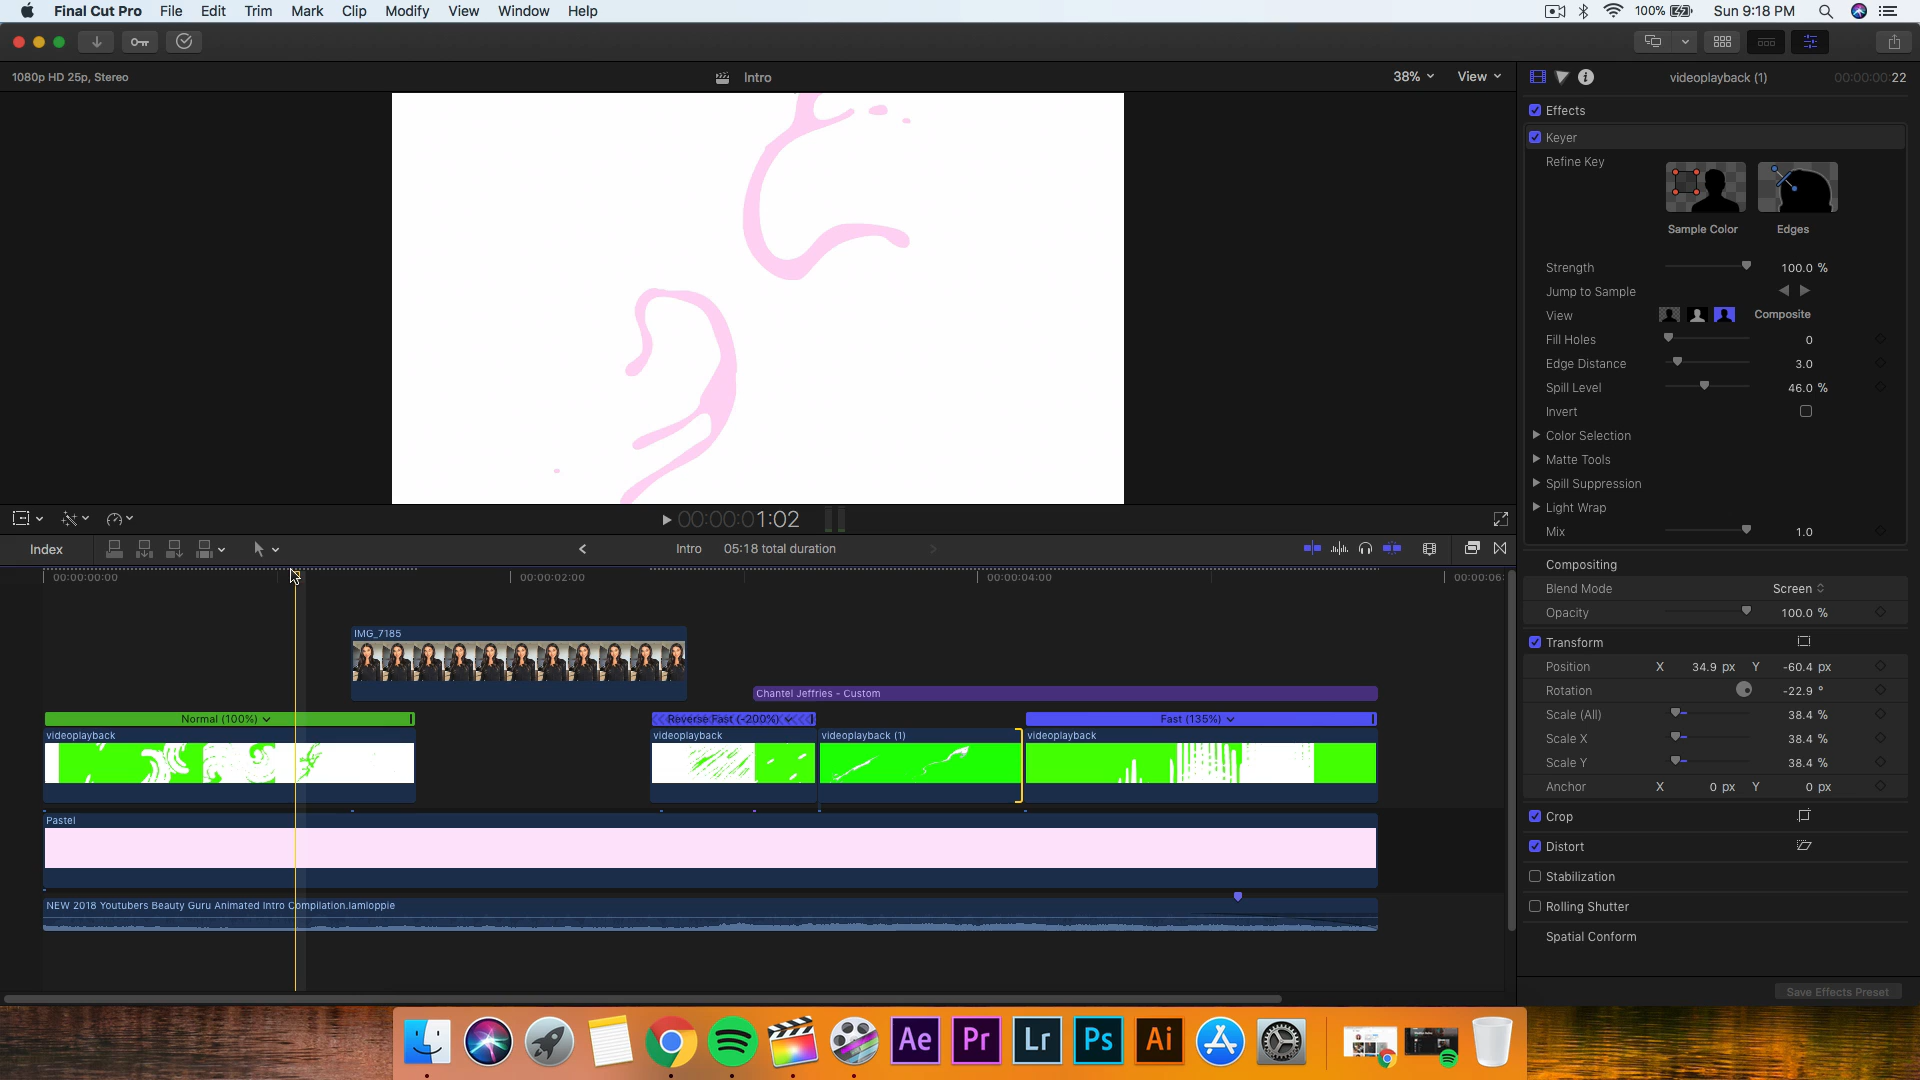 Final Cut Pro File Edit Trim Mark Clip Modify View Window Help
100% Sun 9:18 PM
1080p HD 25p, Stereo
Intro
38% View
videoplayback (1) 00:00:00:22
Effects
Keyer
Refine Key
Sample Color Edges
Strength 100.0 %
Jump to Sample
View Composite
Fill Holes 0
Edge Distance 3.0
Spill Level 46.0 %
Invert
Color Selection
Matte Tools
Spill Suppression
Light Wrap
Mix 1.0
Compositing
Blend Mode Screen
Opacity 100.0 %
Transform
Position X 34.9 px Y -60.4 px
Rotation -22.9 °
Scale (All) 38.4 %
Scale X 38.4 %
Scale Y 38.4 %
Anchor X 0 px Y 0 px
Crop
Distort
Stabilization
Rolling Shutter
Spatial Conform
Save Effects Preset
00:00:01:02
Index
Intro 05:18 total duration
00:00:00:00 00:00:02:00 00:00:04:00 00:00:06:
IMG_7185
Chantel Jeffries - Custom
Normal (100%) Reverse Fast (-200%) Fast (135%)
videoplayback videoplayback videoplayback (1) videoplayback
Pastel
NEW 2018 Youtubers Beauty Guru Animated Intro Compilation.Iamloppie
Ae Pr Lr Ps Ai